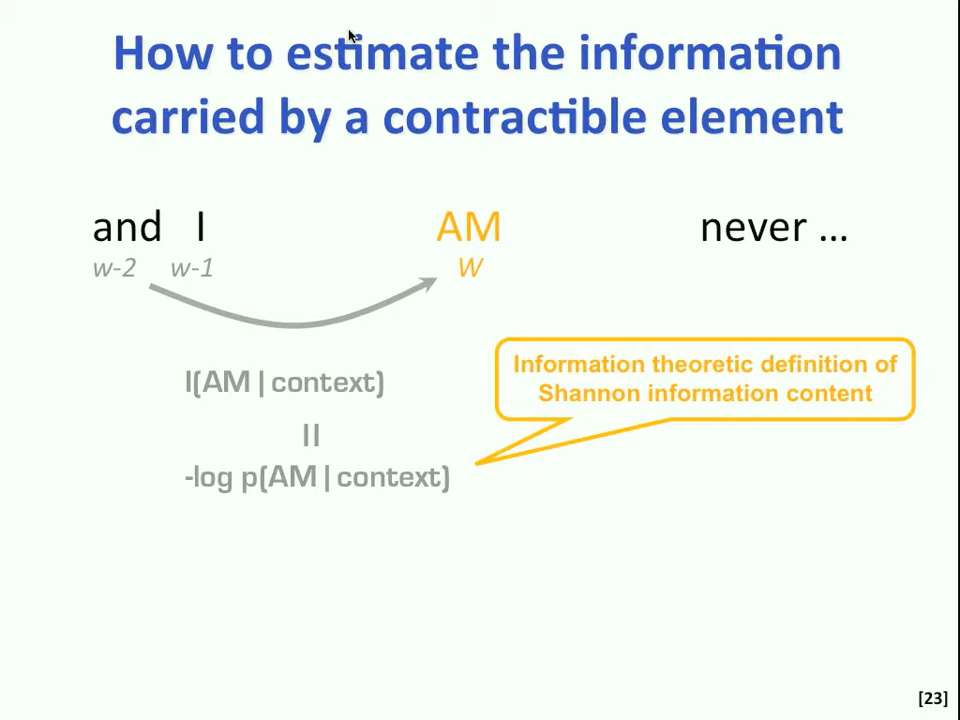 How to estimate the information
carried by a contractible element
and I AM never ...
w-2 w-1 W
Information theoretic definition of
Shannon information content
I(AM|context)
||
-log p(AM|context)
[23]